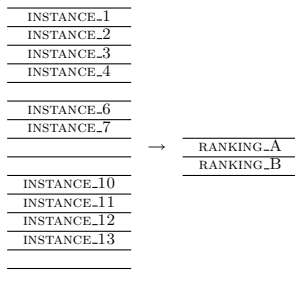 INSTANCE_1
INSTANCE_2
INSTANCE_3
INSTANCE_4
INSTANCE_6
INSTANCE_7
→
RANKING_A
RANKING_B
INSTANCE_10
INSTANCE_11
INSTANCE_12
INSTANCE_13